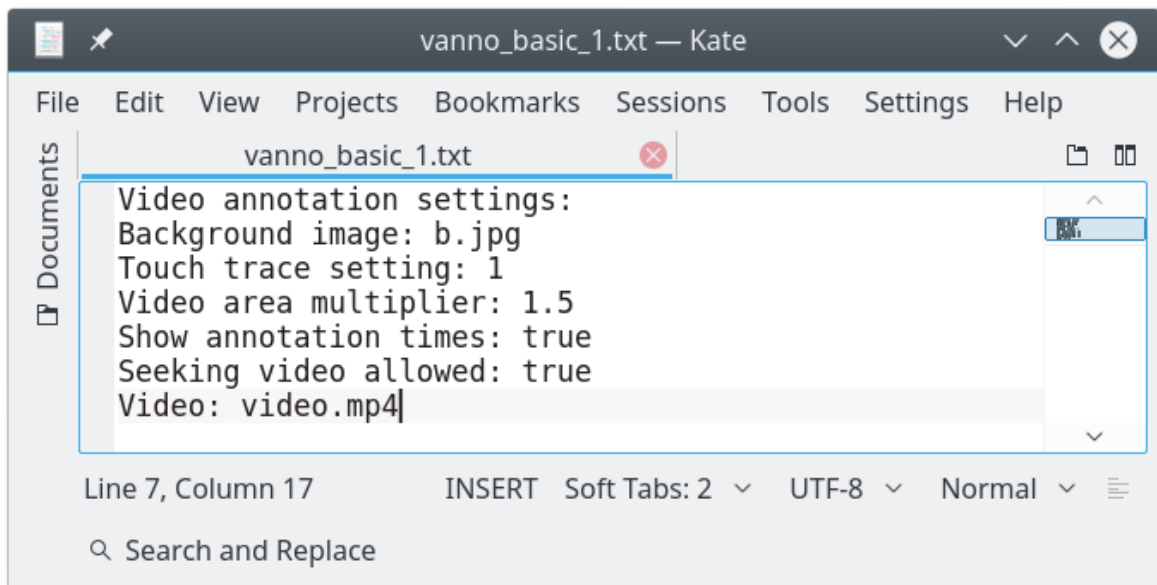 vanno_basic_1.txt — Kate
File Edit View Projects Bookmarks Sessions Tools Settings Help
Documents
vanno_basic_1.txt
Video annotation settings:
Background image: b.jpg
Touch trace setting: 1
Video area multiplier: 1.5
Show annotation times: true
Seeking video allowed: true
Video: video.mp4
Line 7, Column 17 INSERT Soft Tabs: 2 UTF-8 Normal
Search and Replace